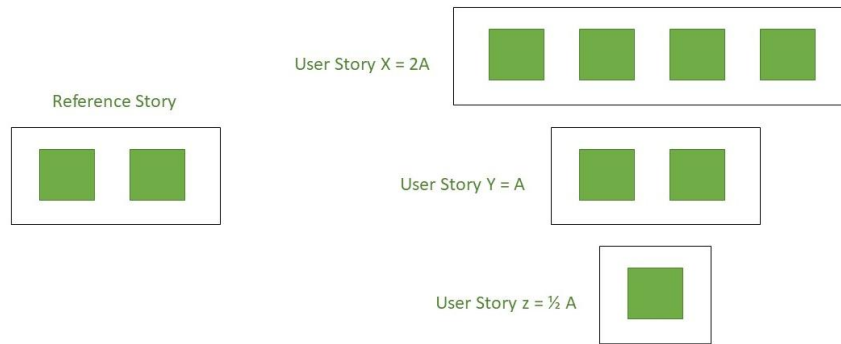 User Story X = 2A
Reference Story
User Story Y = A
User Story z = ½ A